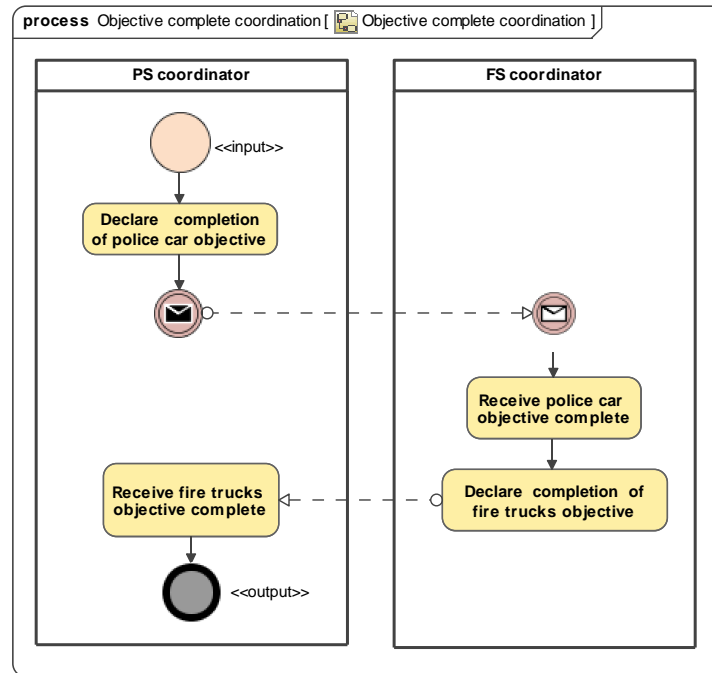 process Objective complete coordination [ Objective complete coordination ]
PS coordinator
FS coordinator
<<input>>
Declare completion
of police car objective
Receive police car
objective complete
Receive fire trucks
objective complete
Declare completion of
fire trucks objective
<<output>>